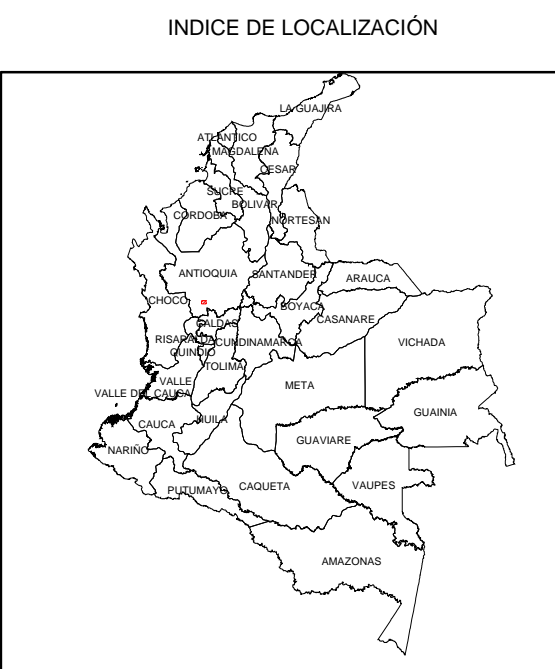 INDICE DE LOCALIZACIÓN
LA GUAJIRA
ATLANTICO
MAGDALENA
CESAR
SUCRE
BOLIVAR
CORDOBA
NORTESAN
ANTIOQUIA
SANTANDER
ARAUCA
CHOCO
BOYACA
CASANARE
CALDAS
RISARALDA
CUNDINAMARCA
VICHADA
QUINDIO
TOLIMA
VALLE
META
VALLE DEL CAUCA
GUAINIA
CAUCA
HUILA
GUAVIARE
NARIÑO
PUTUMAYO
CAQUETA
VAUPES
AMAZONAS